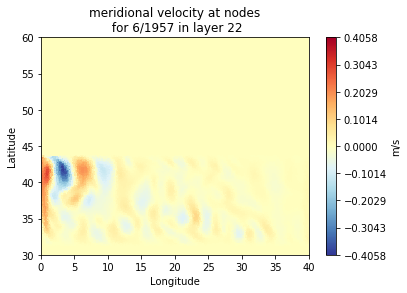 meridional velocity at nodes
for 6/1957 in layer 22
60
55
50
45
40
35
30
Latitude
0 5 10 15 20 25 30 35 40
Longitude
0.4058
0.3043
0.2029
0.1014
0.0000
−0.1014
−0.2029
−0.3043
−0.4058
m/s